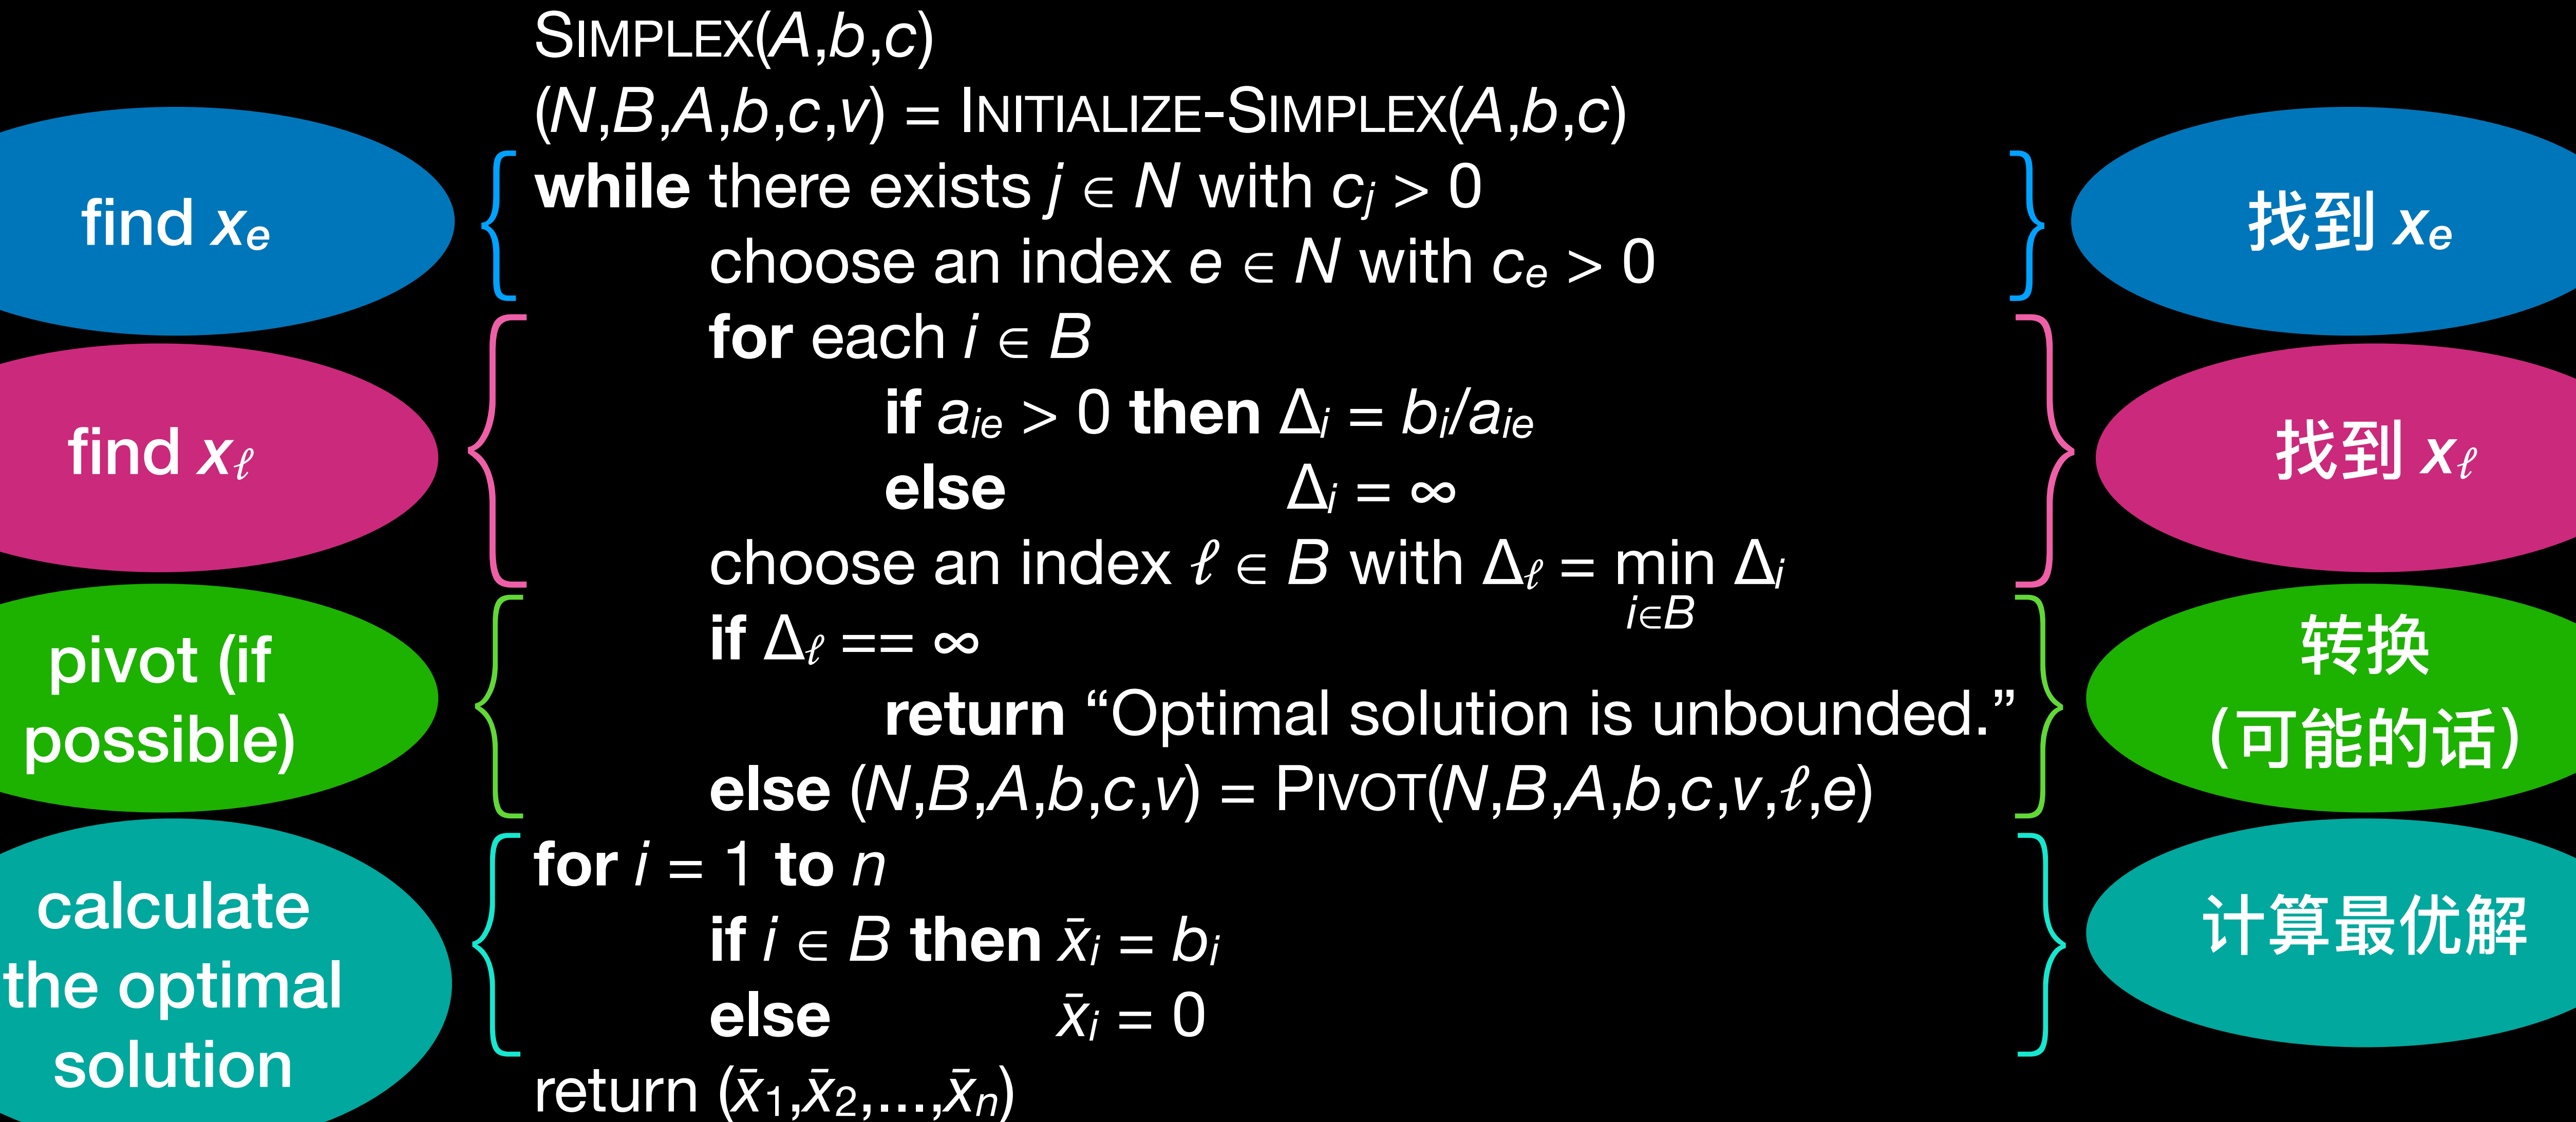 SIMPLEX(A,b,c)
(N,B,A,b,c,v) = INITIALIZE-SIMPLEX(A,b,c)
while there exists j ∈ N with cⱼ > 0
choose an index e ∈ N with cₑ > 0
for each i ∈ B
if aᵢₑ > 0 then Δᵢ = bᵢ/aᵢₑ
else Δᵢ = ∞
choose an index ℓ ∈ B with Δ_ℓ = min Δᵢ
i∈B
if Δ_ℓ == ∞
return “Optimal solution is unbounded.”
else (N,B,A,b,c,v) = PIVOT(N,B,A,b,c,v,ℓ,e)
for i = 1 to n
if i ∈ B then x̄ᵢ = bᵢ
else x̄ᵢ = 0
return (x̄₁,x̄₂,...,x̄ₙ)
find xₑ
find x_ℓ
pivot (if
possible)
calculate
the optimal
solution
找到 xₑ
找到 x_ℓ
转换
(可能的话)
计算最优解